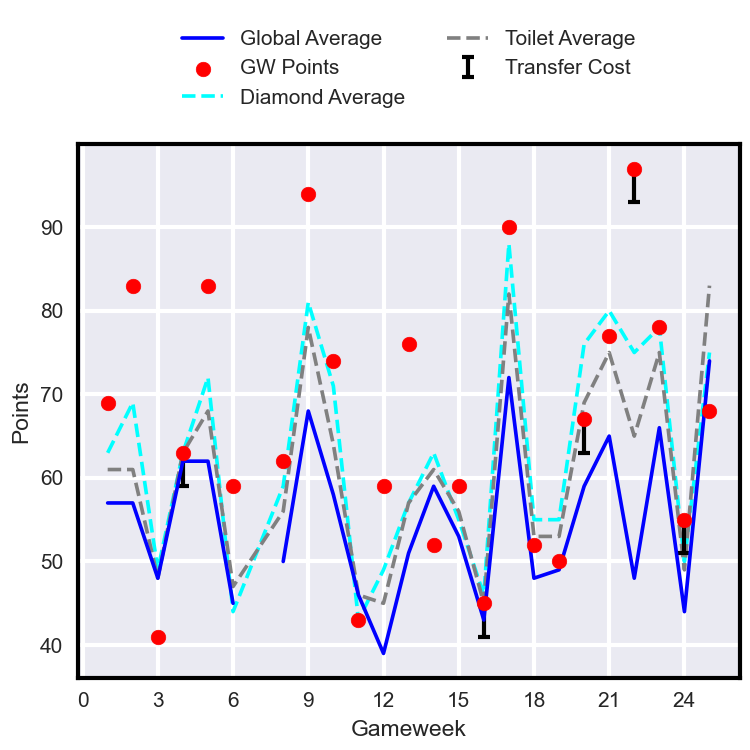 Global Average
GW Points
Diamond Average
Toilet Average
Transfer Cost
90
80
70
60
50
40
Points
0 3 6 9 12 15 18 21 24
Gameweek